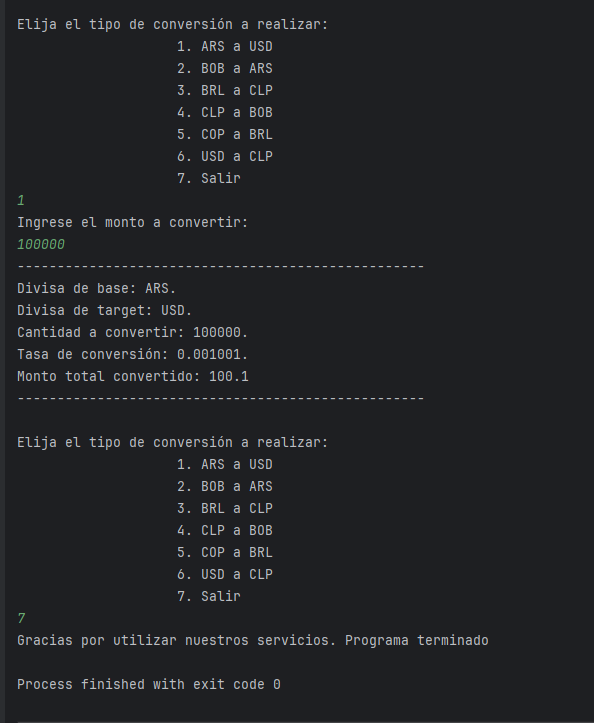 Elija el tipo de conversión a realizar:
1. ARS a USD
2. BOB a ARS
3. BRL a CLP
4. CLP a BOB
5. COP a BRL
6. USD a CLP
7. Salir
1
Ingrese el monto a convertir:
100000
---------------------------------------------------
Divisa de base: ARS.
Divisa de target: USD.
Cantidad a convertir: 100000.
Tasa de conversión: 0.001001.
Monto total convertido: 100.1
---------------------------------------------------
Elija el tipo de conversión a realizar:
1. ARS a USD
2. BOB a ARS
3. BRL a CLP
4. CLP a BOB
5. COP a BRL
6. USD a CLP
7. Salir
7
Gracias por utilizar nuestros servicios. Programa terminado
Process finished with exit code 0